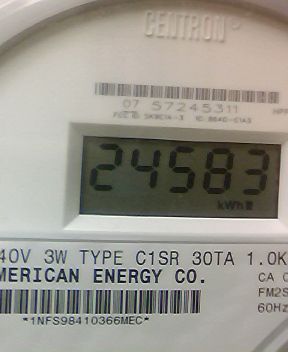 CENTRON
07 57245311
24583
kWh
40V 3W TYPE C1SR 30TA 1.0K
MERICAN ENERGY CO.
CA
FM2S
60Hz
*1NFS98410366MEC*